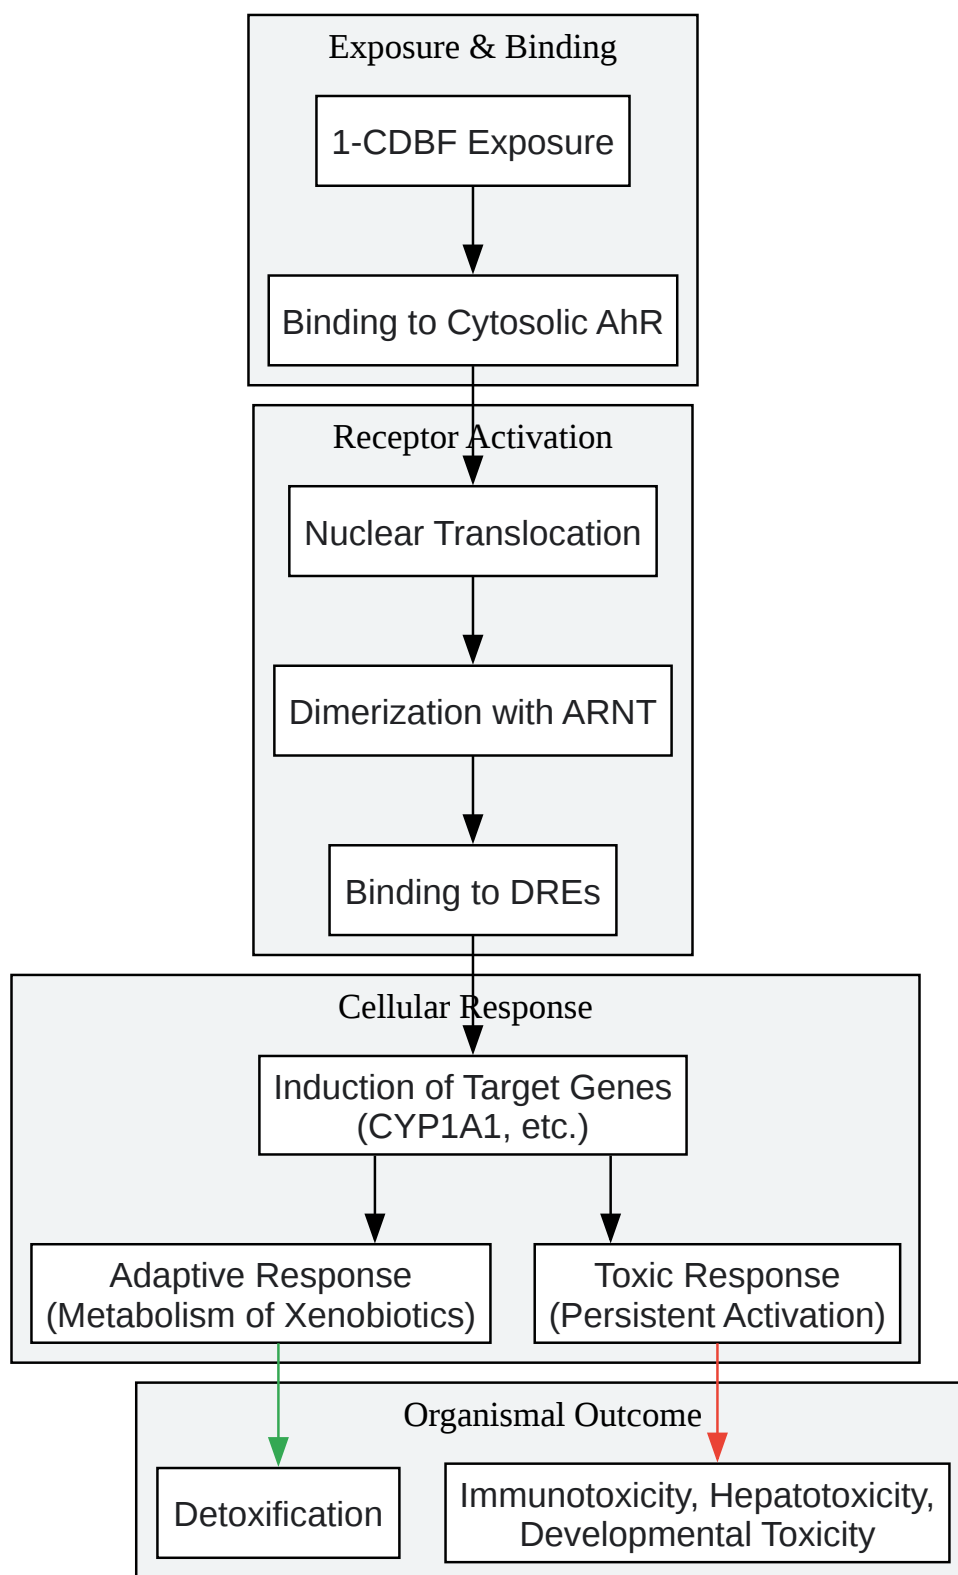 Exposure & Binding
1-CDBF Exposure
Binding to Cytosolic AhR
Receptor Activation
Nuclear Translocation
Dimerization with ARNT
Binding to DREs
Cellular Response
Induction of Target Genes
(CYP1A1, etc.)
Adaptive Response
(Metabolism of Xenobiotics)
Toxic Response
(Persistent Activation)
Organismal Outcome
Detoxification
Immunotoxicity, Hepatotoxicity,
Developmental Toxicity